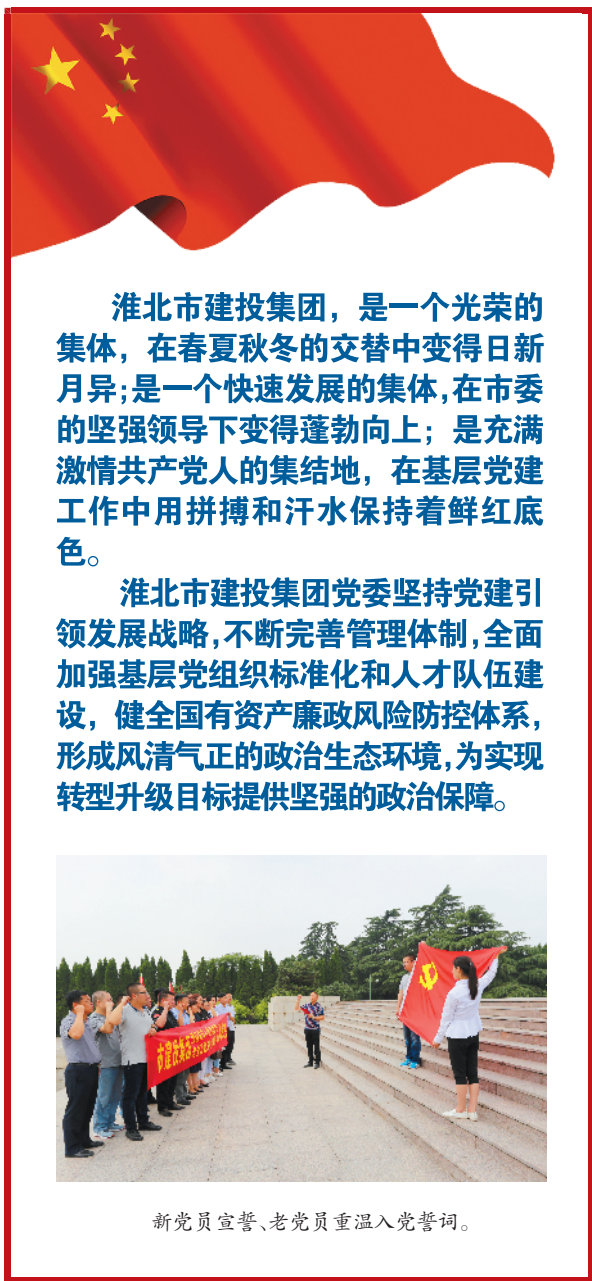 淮北市建投集团，是一个光荣的
集体，在春夏秋冬的交替中变得日新
月异；是一个快速发展的集体，在市委
的坚强领导下变得蓬勃向上；是充满
激情共产党人的集结地，在基层党建
工作中用拼搏和汗水保持着鲜红底
色。
淮北市建投集团党委坚持党建引
领发展战略，不断完善管理体制，全面
加强基层党组织标准化和人才队伍建
设，健全国有资产廉政风险防控体系，
形成风清气正的政治生态环境，为实现
转型升级目标提供坚强的政治保障。
市建投集团
新党员宣誓、老党员重温入党誓词。